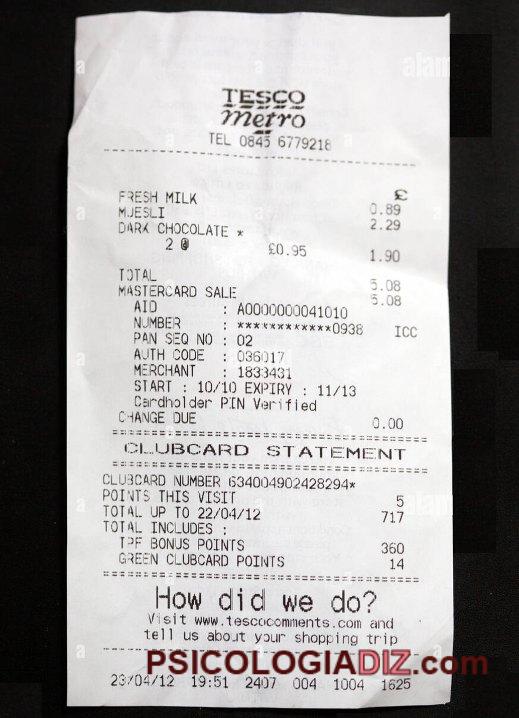 TESCO
metro
TEL 0845 6779218
£
FRESH MILK 0.89
MUESLI 2.29
DARK CHOCOLATE *
2 @ £0.95 1.90
TOTAL 5.08
MASTERCARD SALE 5.08
AID : A0000000041010
NUMBER : ************0938 ICC
PAN SEQ NO : 02
AUTH CODE : 036017
MERCHANT : 1833431
START : 10/10 EXPIRY : 11/13
Cardholder PIN Verified
CHANGE DUE 0.00
CLUBCARD STATEMENT
CLUBCARD NUMBER 634004902428294*
POINTS THIS VISIT 5
TOTAL UP TO 22/04/12 717
TOTAL INCLUDES :
TPF BONUS POINTS 360
GREEN CLUBCARD POINTS 14
How did we do?
Visit www.tescocomments.com and
tell us about your shopping trip
PSICOLOGIADIZ.com
23/04/12 19:51 2407 004 1004 1625